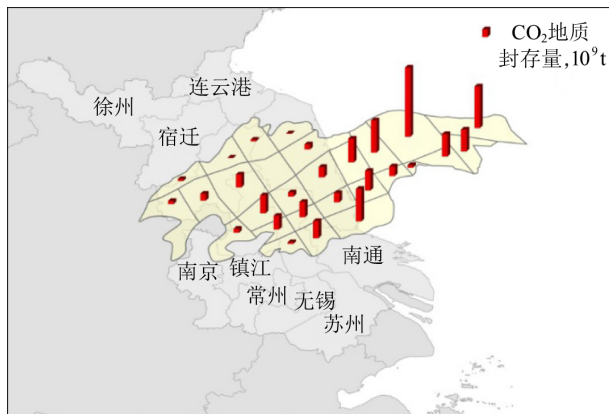 CO₂地质
封存量,10⁹t
连云港
徐州
宿迁
南京
镇江
南通
常州
无锡
苏州